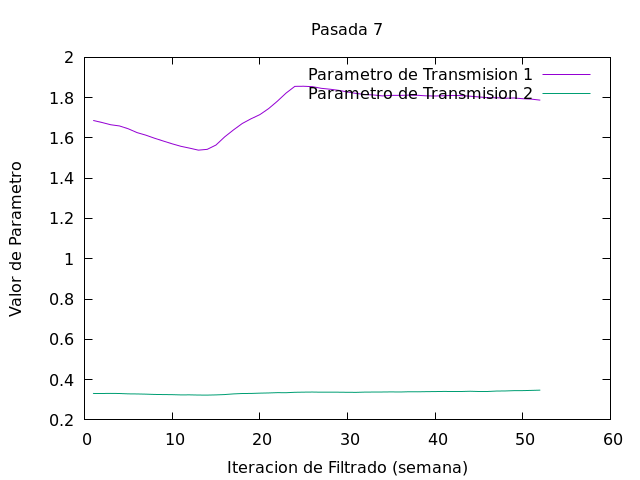 Pasada 7
Valor de Parametro
2
1.8
1.6
1.4
1.2
1
0.8
0.6
0.4
0.2
Parametro de Transmision 1
Parametro de Transmision 2
0 10 20 30 40 50 60
Iteracion de Filtrado (semana)